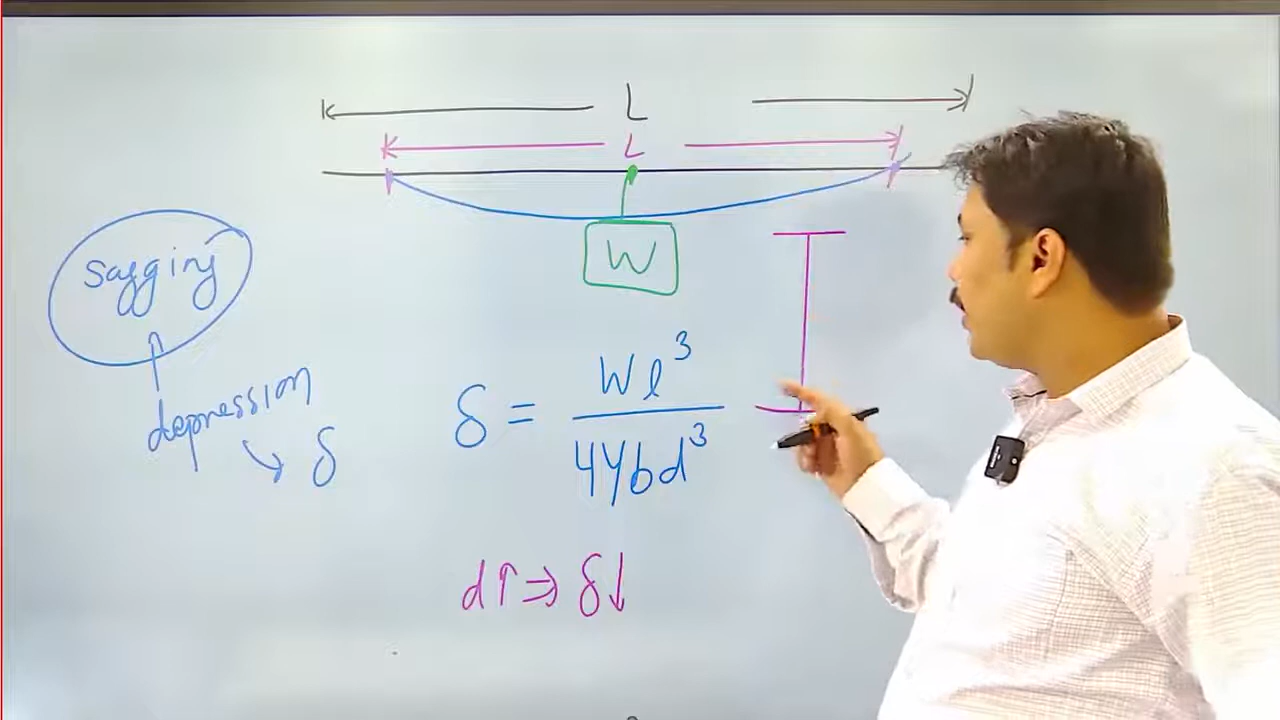 L
L
W
sagging
depression
↘ δ
δ = Wl³ / 4Ybd³
d↑ ⇒ δ↓